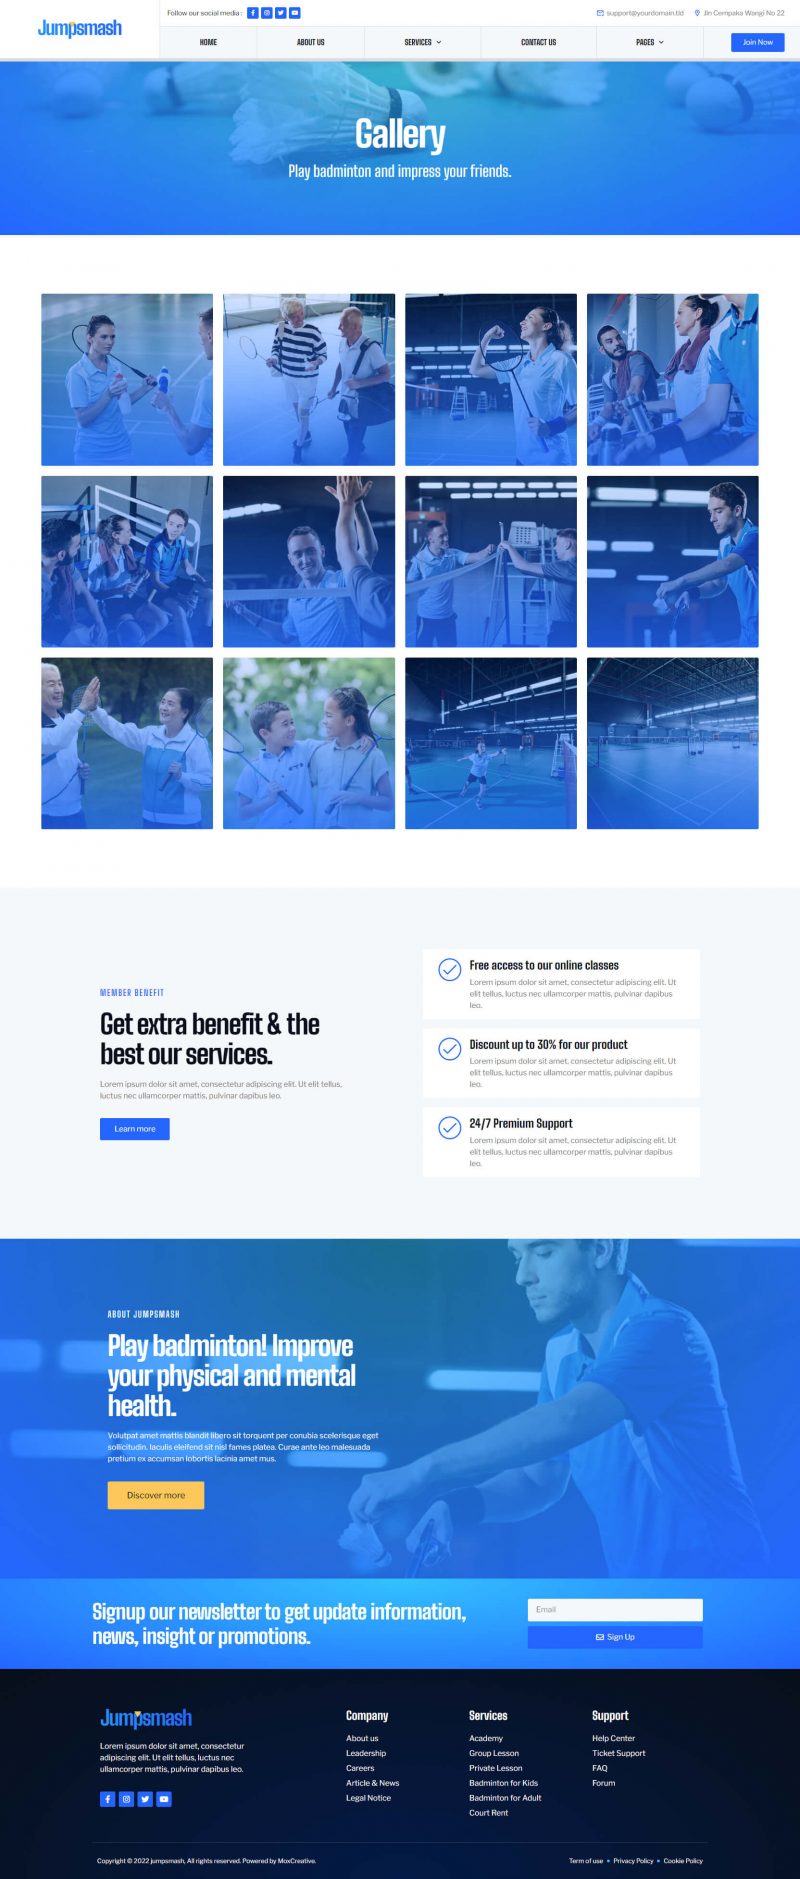 Jumpsmash
Follow our social media :
support@yourdomain.tld
Jln Cempaka Wangi No 22
HOME
ABOUT US
SERVICES
CONTACT US
PAGES
Join Now
Gallery
Play badminton and impress your friends.
MEMBER BENEFIT
Get extra benefit & the
best our services.
Lorem ipsum dolor sit amet, consectetur adipiscing elit. Ut elit tellus,
luctus nec ullamcorper mattis, pulvinar dapibus leo.
Learn more
Free access to our online classes
Lorem ipsum dolor sit amet, consectetur adipiscing elit. Ut
elit tellus, luctus nec ullamcorper mattis, pulvinar dapibus
leo.
Discount up to 30% for our product
Lorem ipsum dolor sit amet, consectetur adipiscing elit. Ut
elit tellus, luctus nec ullamcorper mattis, pulvinar dapibus
leo.
24/7 Premium Support
Lorem ipsum dolor sit amet, consectetur adipiscing elit. Ut
elit tellus, luctus nec ullamcorper mattis, pulvinar dapibus
leo.
ABOUT JUMPSMASH
Play badminton! Improve
your physical and mental
health.
Volutpat amet mattis blandit libero sit torquent per conubia scelerisque eget
sollicitudin. Iaculis eleifend sit nisl fames platea. Curae ante leo malesuada
pretium ex accumsan lobortis lacinia amet mus.
Discover more
Signup our newsletter to get update information,
news, insight or promotions.
Email
Sign Up
Jumpsmash
Lorem ipsum dolor sit amet, consectetur
adipiscing elit. Ut elit tellus, luctus nec
ullamcorper mattis, pulvinar dapibus leo.
Company
About us
Leadership
Careers
Article & News
Legal Notice
Services
Academy
Group Lesson
Private Lesson
Badminton for Kids
Badminton for Adult
Court Rent
Support
Help Center
Ticket Support
FAQ
Forum
Copyright © 2022 jumpsmash, All rights reserved. Powered by MoxCreative.
Term of use
Privacy Policy
Cookie Policy